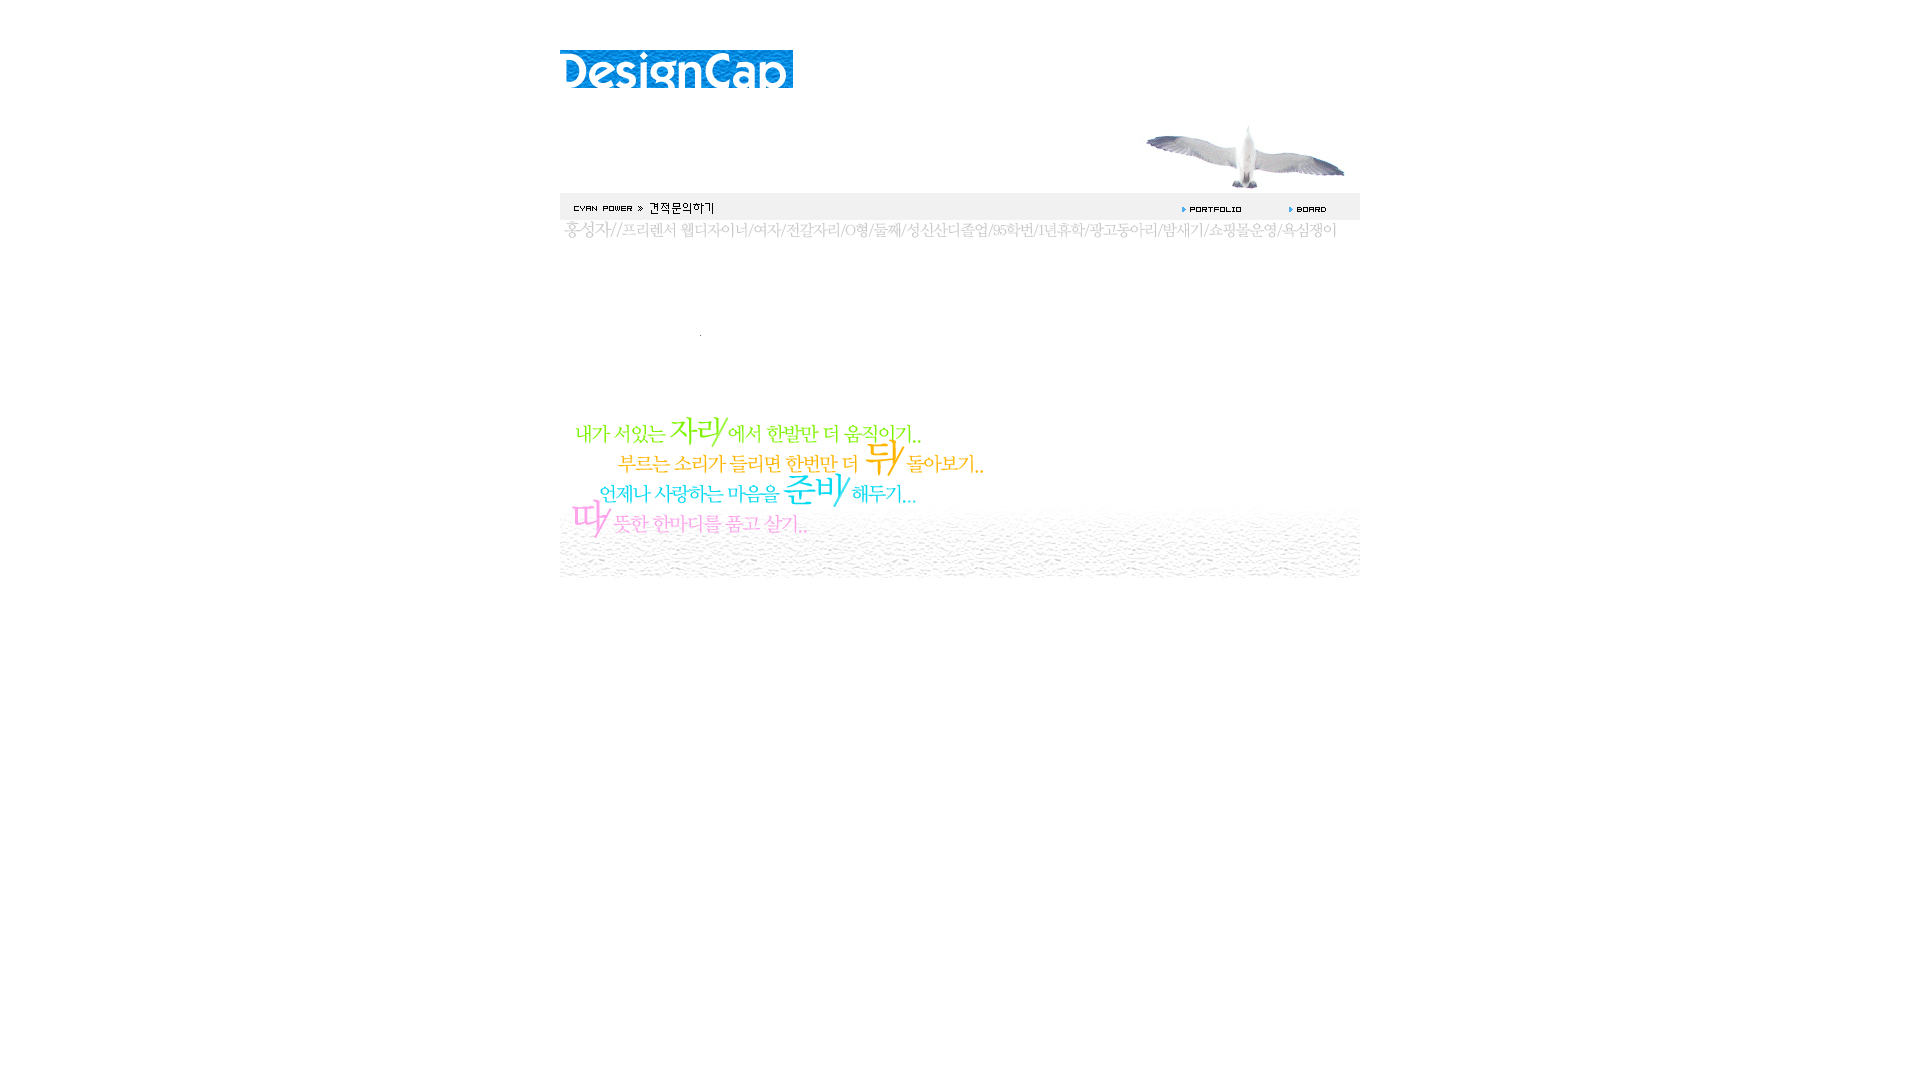 DesignCap
CYAN POWER » 견적문의하기
PORTFOLIO
BOARD
홍성자//프리렌서 웹디자이너/여자/전갈자리/O형/둘째/성신산디졸업/95학번/1년휴학/광고동아리/밤새기/쇼핑몰운영/욕심쟁이
내가 서있는 자리/에서 한발만 더 움직이기..
부르는 소리가 들리면 한번만 더 뒤/돌아보기..
언제나 사랑하는 마음을 준비/해두기...
따/뜻한 한마디를 품고 살기..